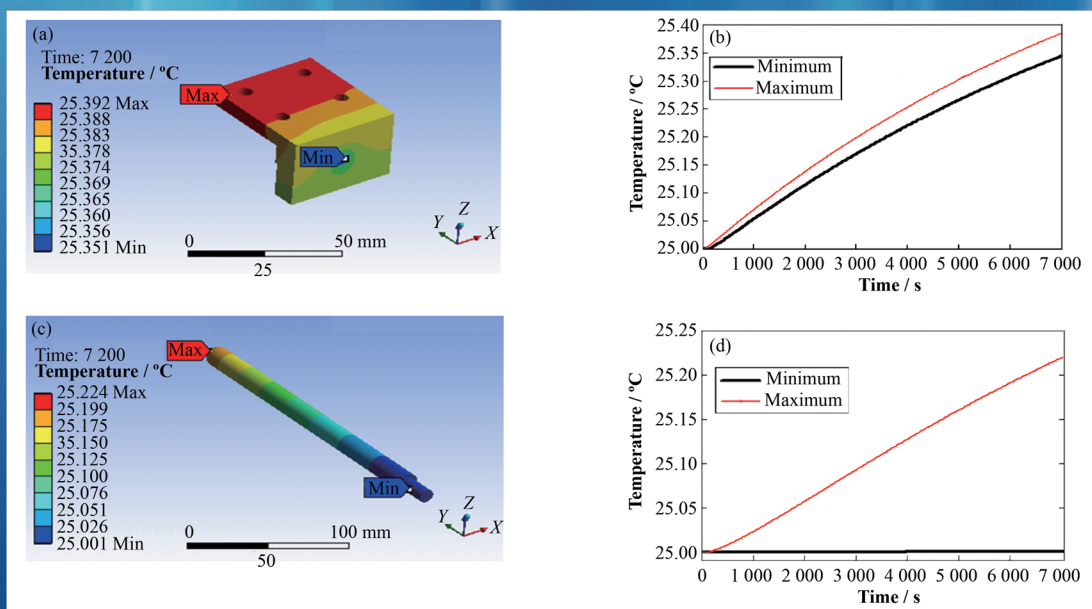 (a)
Time: 7 200
Temperature / ºC
25.392 Max
25.388
25.383
25.378
25.374
25.369
25.365
25.360
25.356
25.351 Min
Max
Min
0 50 mm
25
Y Z X
(b)
Minimum
Maximum
Temperature / ºC
25.40
25.30
25.20
25.15
25.10
25.05
25.00
0 1 000 2 000 3 000 4 000 5 000 6 000 7 000
Time / s
(c)
Time: 7 200
Temperature / ºC
25.224 Max
25.199
25.175
35.150
25.125
25.100
25.076
25.051
25.026
25.001 Min
Max
Min
0 100 mm
50
Y Z X
(d)
Minimum
Maximum
Temperature / ºC
25.25
25.20
25.15
25.10
25.05
25.00
0 1 000 2 000 3 000 4 000 5 000 6 000 7 000
Time / s